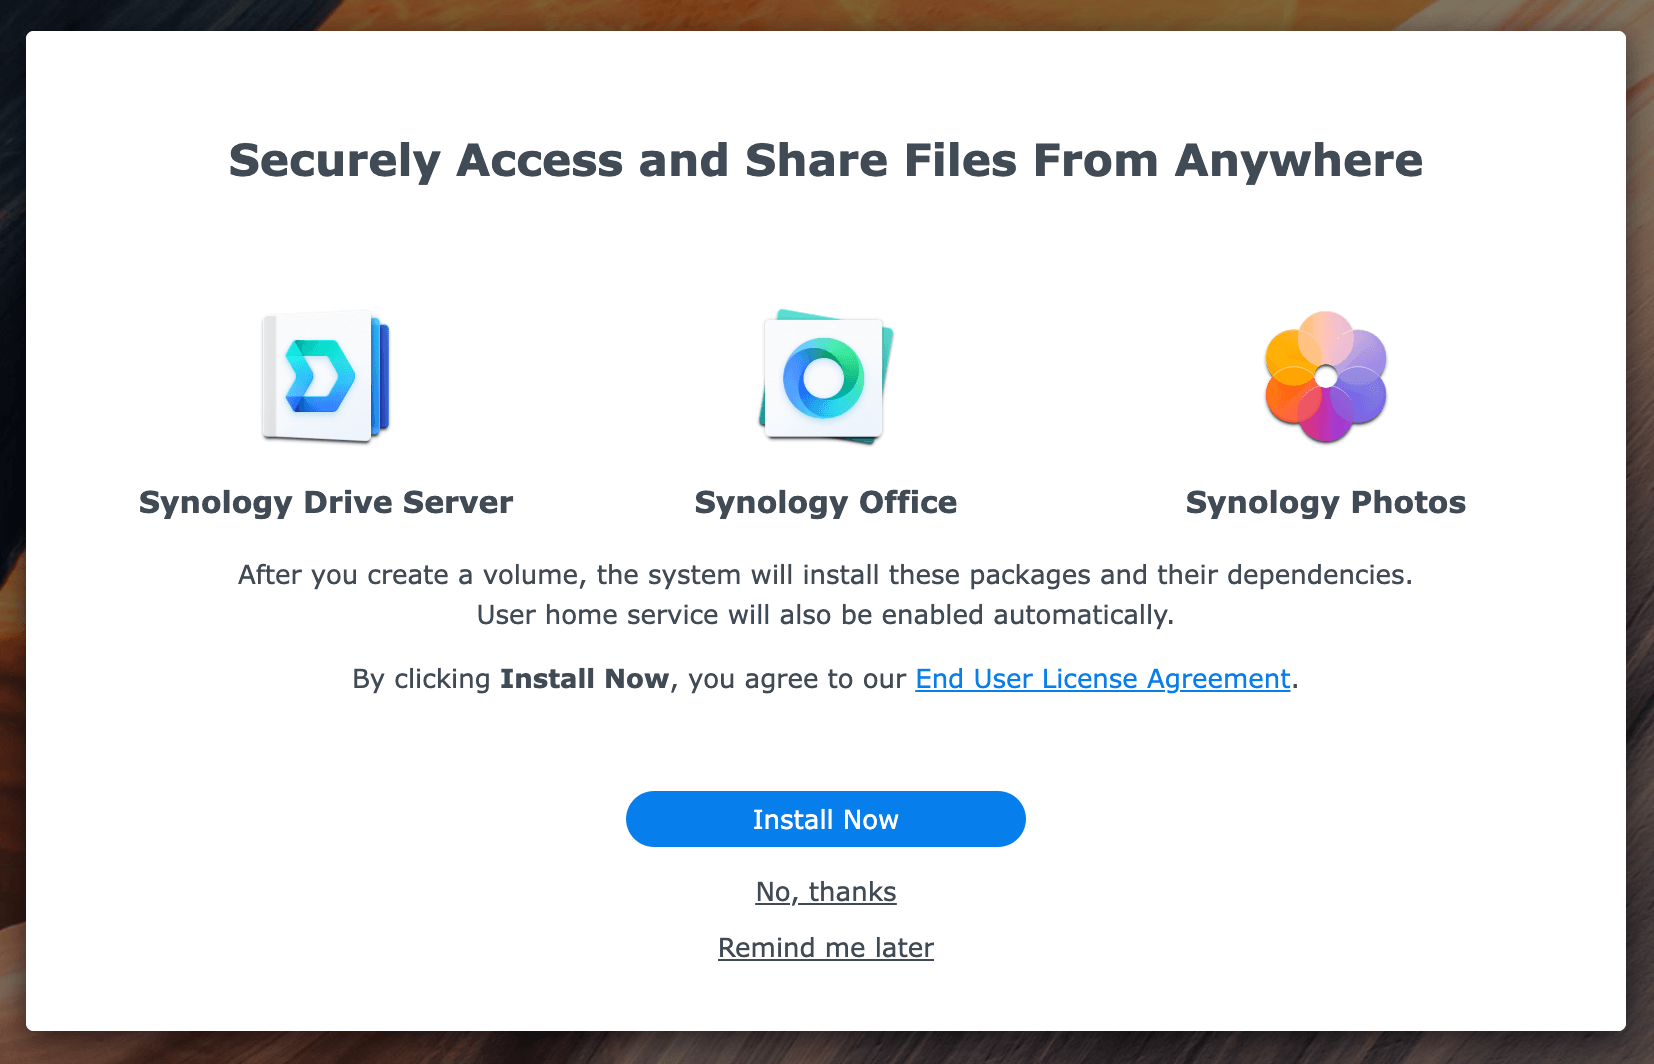 Securely Access and Share Files From Anywhere
Synology Drive Server
Synology Office
Synology Photos
After you create a volume, the system will install these packages and their dependencies.
User home service will also be enabled automatically.
By clicking Install Now, you agree to our End User License Agreement.
Install Now
No, thanks
Remind me later